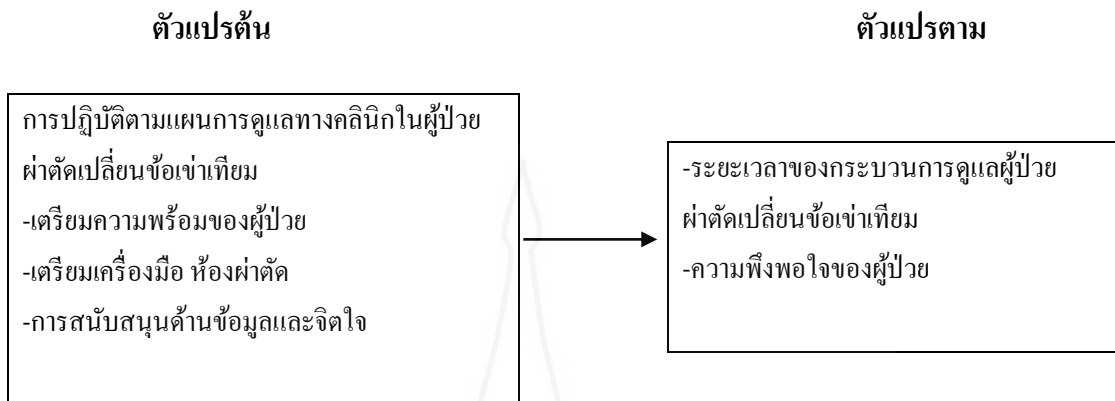 ตัวแปรต้น
ตัวแปรตาม
การปฏิบัติตามแผนการดูแลทางคลินิกในผู้ป่วย
ผ่าตัดเปลี่ยนข้อเข่าเทียม
-เตรียมความพร้อมของผู้ป่วย
-เตรียมเครื่องมือ ห้องผ่าตัด
-การสนับสนุนด้านข้อมูลและจิตใจ
-ระยะเวลาของกระบวนการดูแลผู้ป่วย
ผ่าตัดเปลี่ยนข้อเข่าเทียม
-ความพึงพอใจของผู้ป่วย